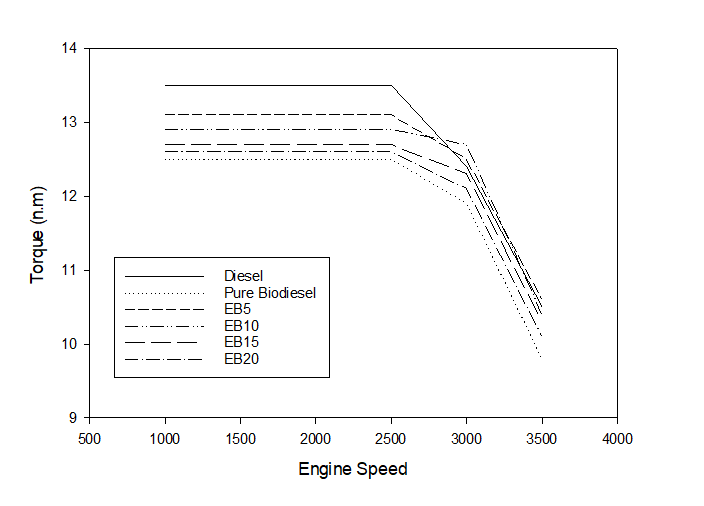 14
13
12
11
10
9
Torque (n.m)
Diesel
Pure Biodiesel
EB5
EB10
EB15
EB20
500 1000 1500 2000 2500 3000 3500 4000
Engine Speed